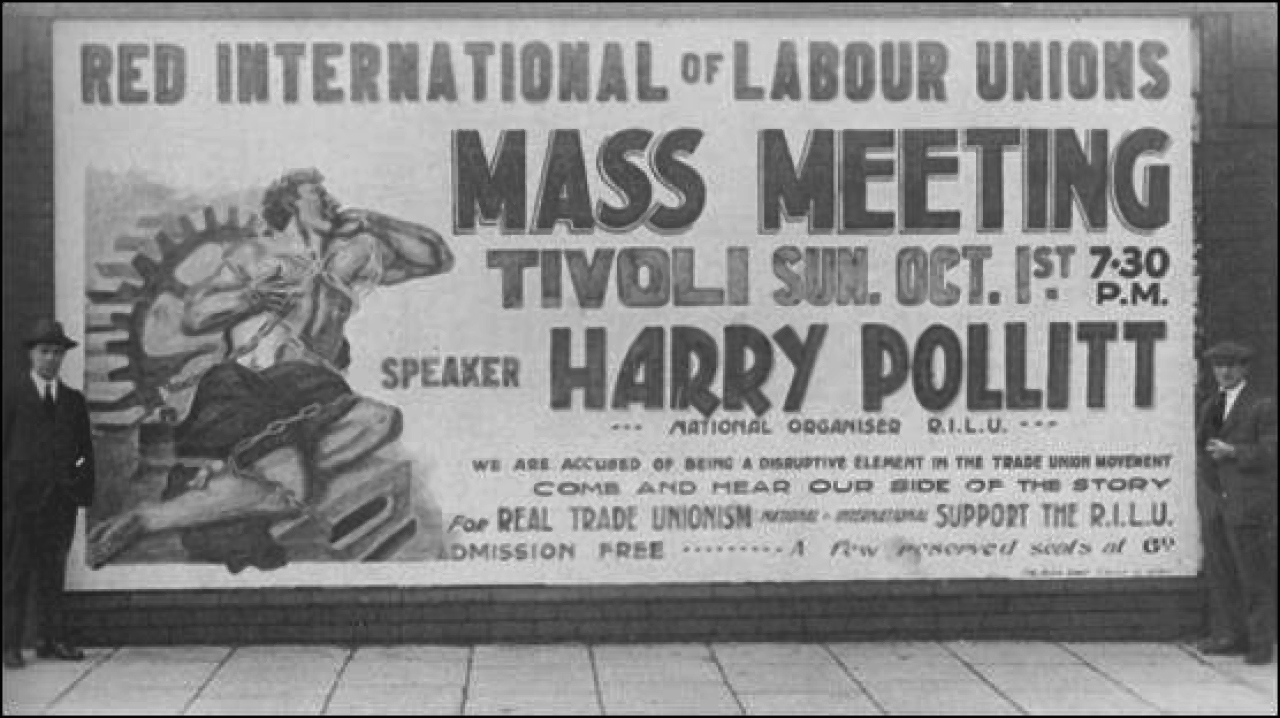 RED INTERNATIONAL OF LABOUR UNIONS
MASS MEETING
TIVOLI SUN. OCT. 1ST 7.30 P.M.
SPEAKER HARRY POLLITT
--- NATIONAL ORGANISER R.I.L.U. ---
WE ARE ACCUSED OF BEING A DISRUPTIVE ELEMENT IN THE TRADE UNION MOVEMENT
COME AND HEAR OUR SIDE OF THE STORY
FOR REAL TRADE UNIONISM NATIONAL & INTERNATIONAL SUPPORT THE R.I.L.U.
ADMISSION FREE ......... A few reserved seats at 6D